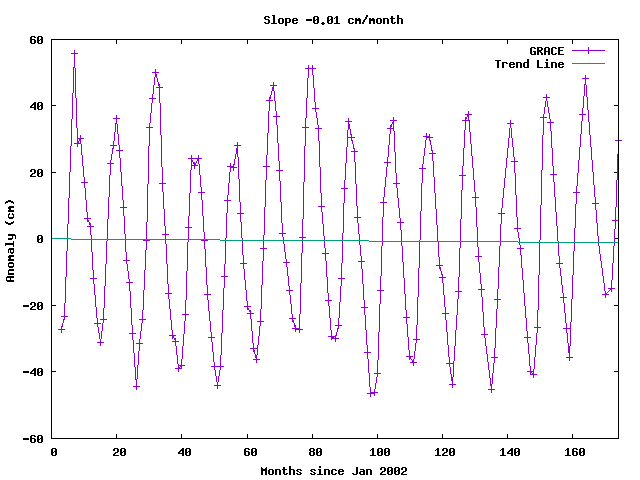 Slope -0.01 cm/month
GRACE
Trend Line
60
40
20
0
-20
-40
-60
Anomaly (cm)
0 20 40 60 80 100 120 140 160
Months since Jan 2002